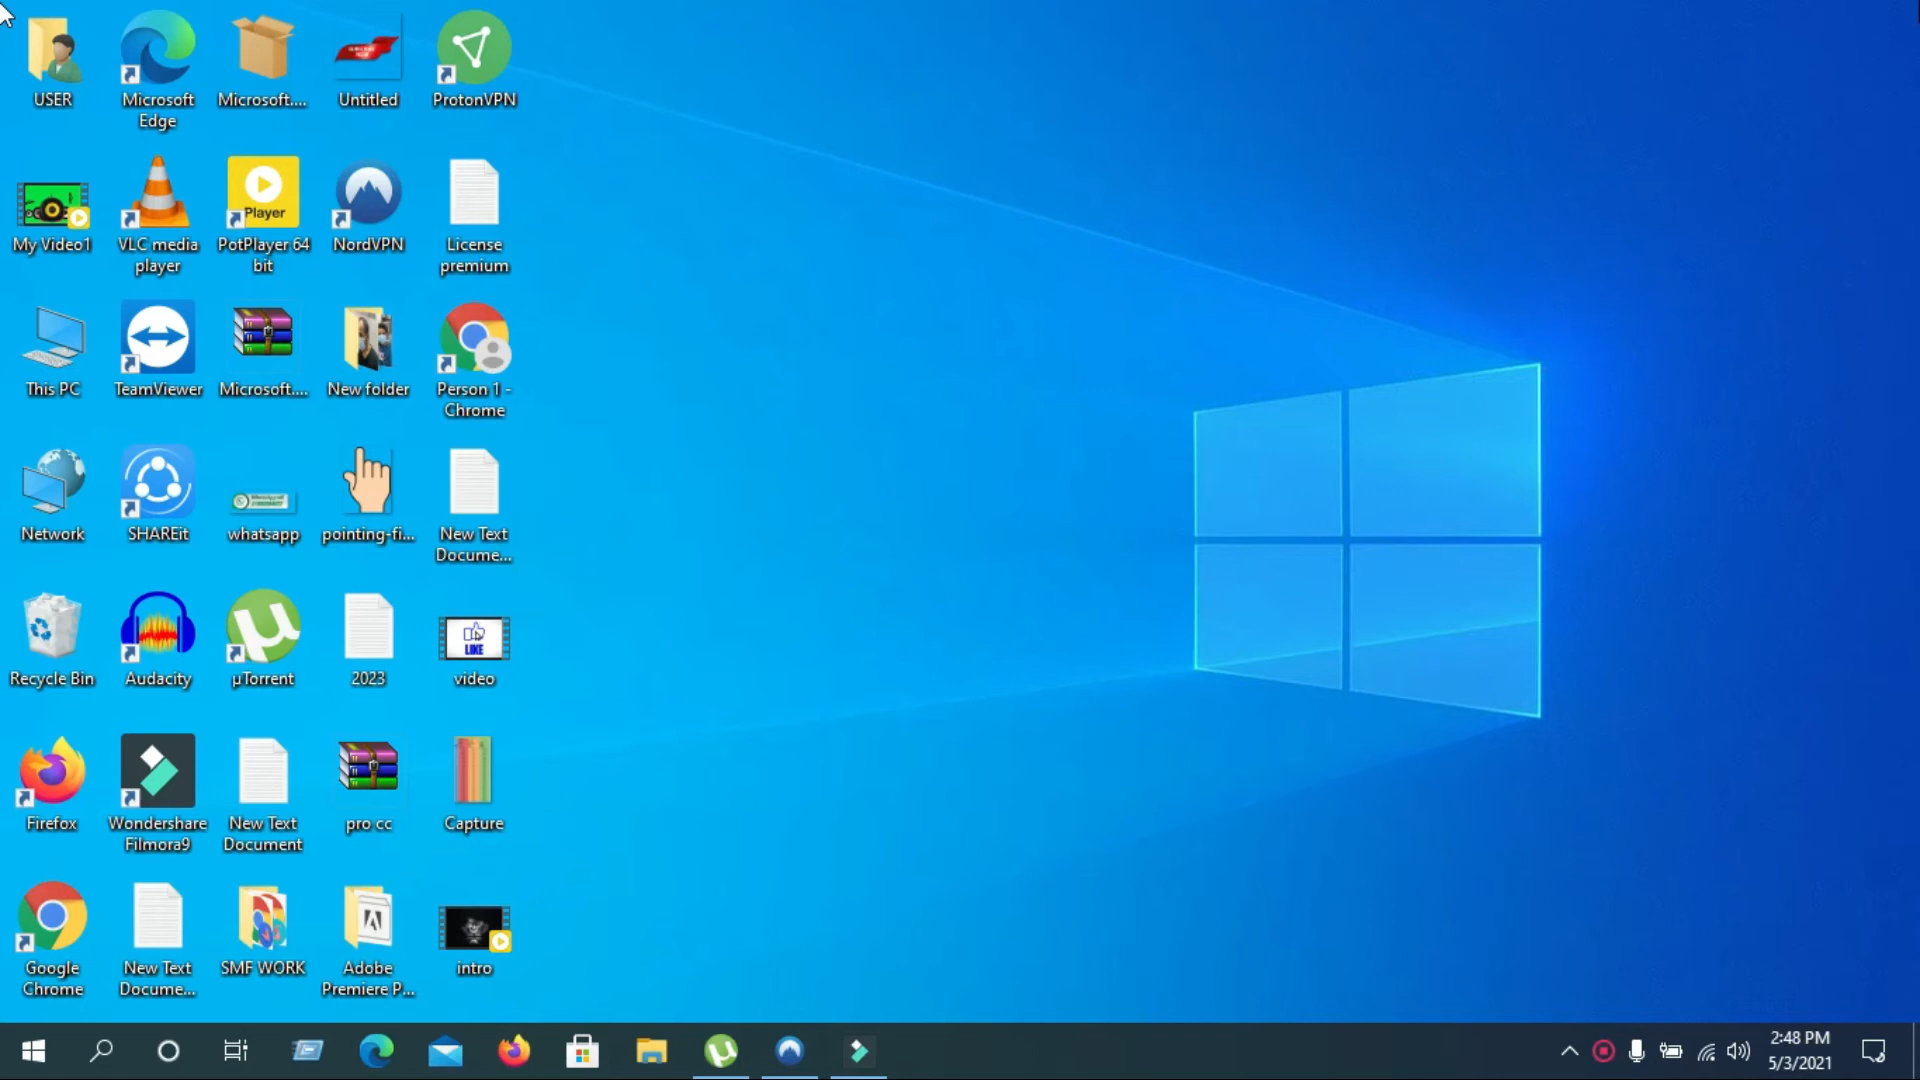 USER
Microsoft
Edge
Microsoft....
Untitled
ProtonVPN
My Video1
VLC media
player
Player
PotPlayer 64
bit
NordVPN
License
premium
This PC
TeamViewer
Microsoft....
New folder
Person 1 -
Chrome
Network
SHAREit
whatsapp
pointing-fi...
New Text
Docume...
Recycle Bin
Audacity
µTorrent
2023
LIKE
video
Firefox
Wondershare
Filmora9
New Text
Document
pro cc
Capture
Google
Chrome
New Text
Docume...
SMF WORK
Adobe
Premiere P...
intro
2:48 PM
5/3/2021